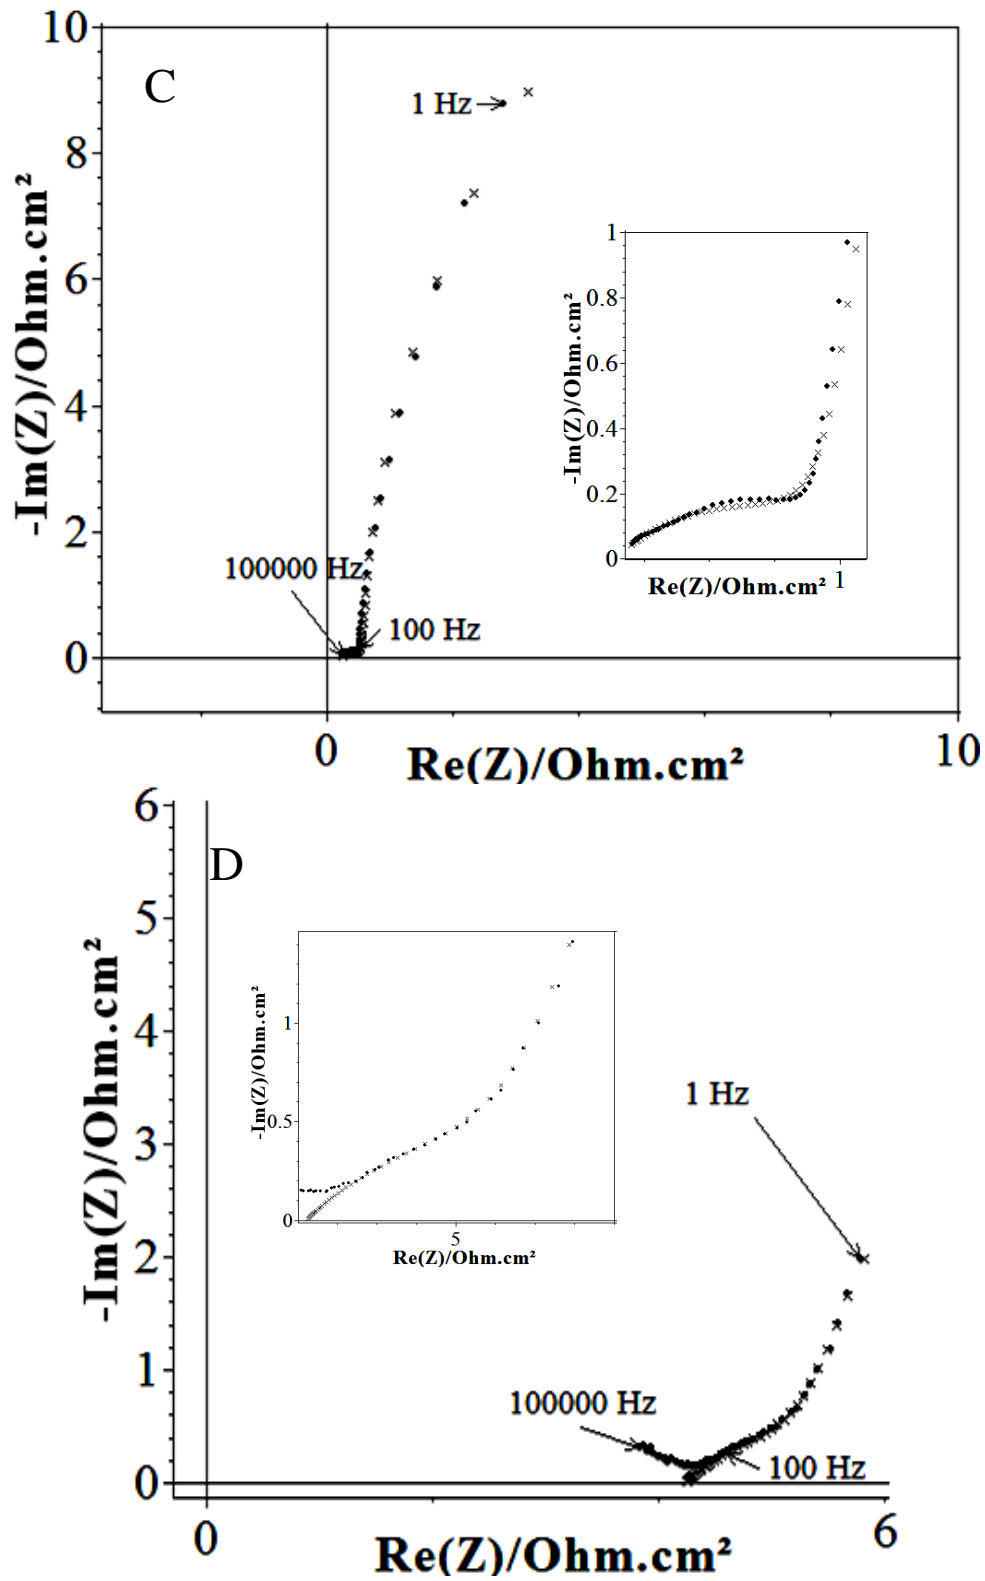 10
C
1 Hz
8
6
4
2
0
-Im(Z)/Ohm.cm²
100000 Hz
100 Hz
1
0.8
0.6
0.4
0.2
0
-Im(Z)/Ohm.cm²
Re(Z)/Ohm.cm²
1
0
10
Re(Z)/Ohm.cm²
6
D
5
4
3
2
1
0
-Im(Z)/Ohm.cm²
1
0.5
0
-Im(Z)/Ohm.cm²
5
Re(Z)/Ohm.cm²
1 Hz
100000 Hz
100 Hz
0
6
Re(Z)/Ohm.cm²